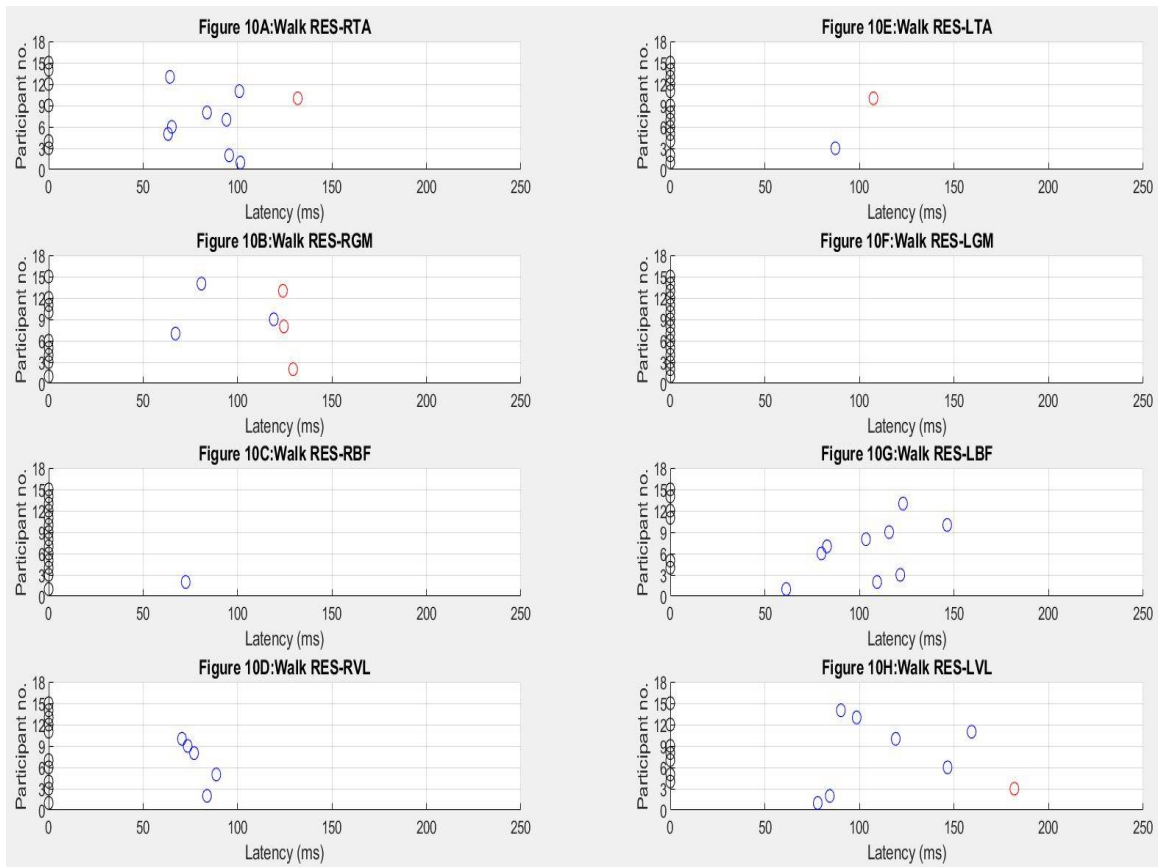 Figure 10A:Walk RES-RTA
Participant no.
18
15
12
9
6
3
0
0 50 100 150 200 250
Latency (ms)
Figure 10B:Walk RES-RGM
Participant no.
18
15
12
9
6
3
0
0 50 100 150 200 250
Latency (ms)
Figure 10C:Walk RES-RBF
Participant no.
18
15
12
9
6
3
0
0 50 100 150 200 250
Latency (ms)
Figure 10D:Walk RES-RVL
Participant no.
18
15
12
9
6
3
0
0 50 100 150 200 250
Latency (ms)
Figure 10E:Walk RES-LTA
Participant no.
18
15
12
9
6
3
0
0 50 100 150 200 250
Latency (ms)
Figure 10F:Walk RES-LGM
Participant no.
18
15
12
9
6
3
0
0 50 100 150 200 250
Latency (ms)
Figure 10G:Walk RES-LBF
Participant no.
18
15
12
9
6
3
0
0 50 100 150 200 250
Latency (ms)
Figure 10H:Walk RES-LVL
Participant no.
18
15
12
9
6
3
0
0 50 100 150 200 250
Latency (ms)